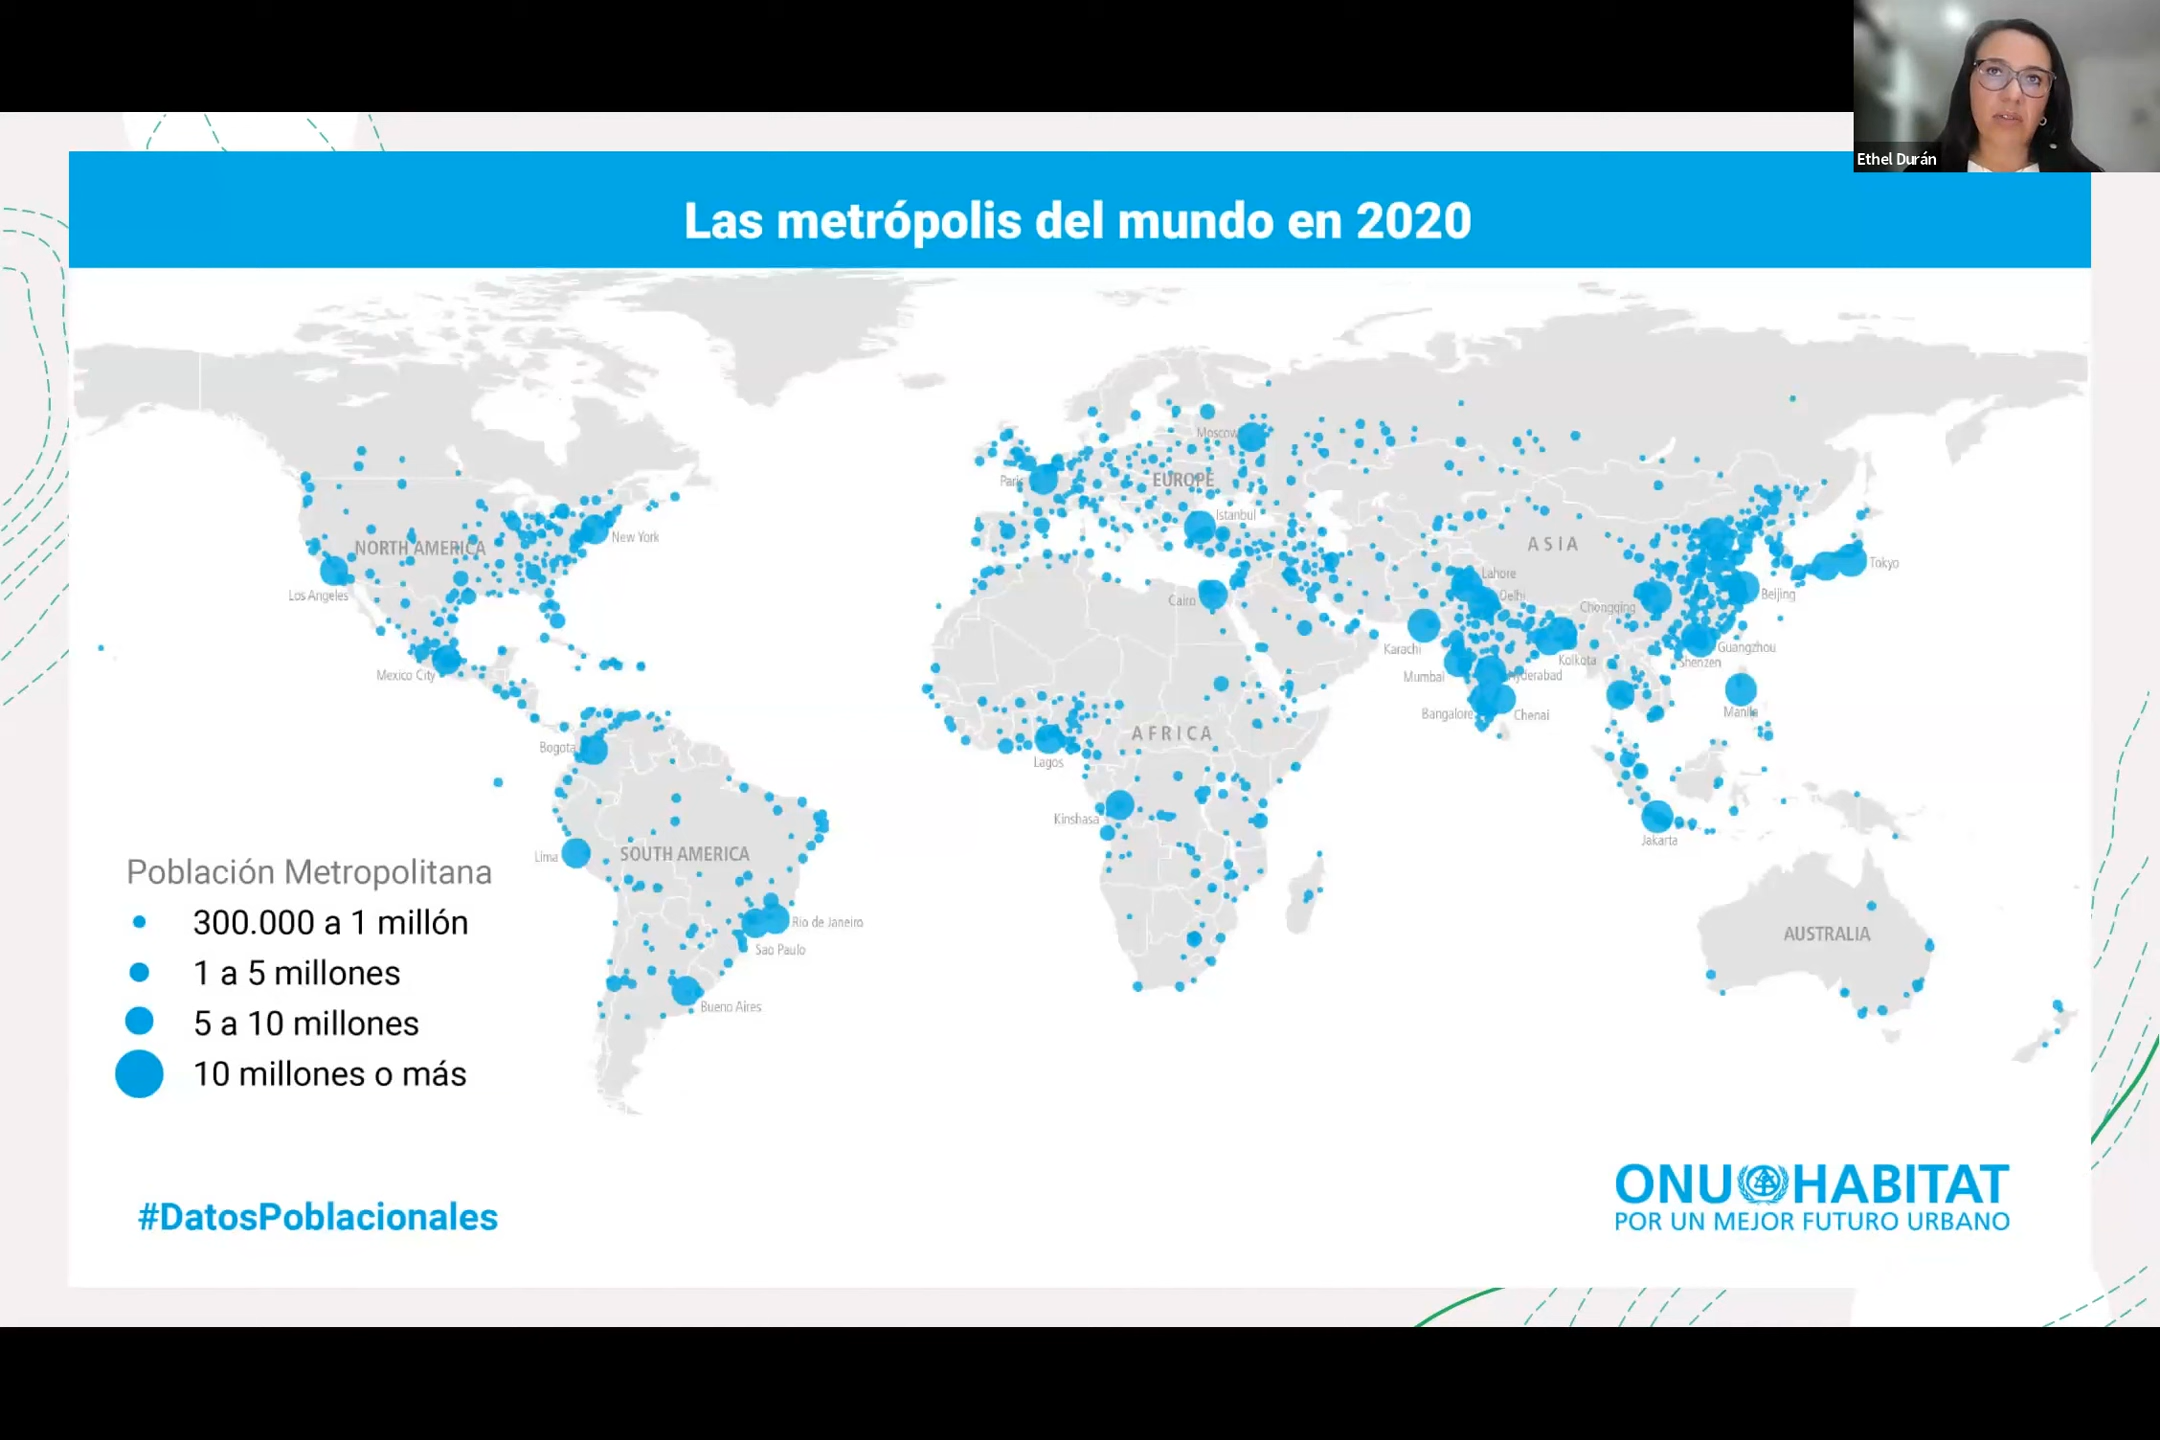 Ethel Durán
Las metrópolis del mundo en 2020
Moscow
Paris
EUROPE
Istanbul
New York
NORTH AMERICA
ASIA
Los Angeles
Lahore
Tokyo
Delhi
Cairo
Chongqing
Beijing
Karachi
Guangzhou
Kolkata
Shenzen
Mexico City
Mumbai
Hyderabad
Bangalore
Chenai
Manila
Bogota
AFRICA
Lagos
Kinshasa
Jakarta
Lima
SOUTH AMERICA
Rio de Janeiro
Sao Paulo
AUSTRALIA
Bueno Aires
Población Metropolitana
300.000 a 1 millón
1 a 5 millones
5 a 10 millones
10 millones o más
#DatosPoblacionales
ONU HABITAT
POR UN MEJOR FUTURO URBANO